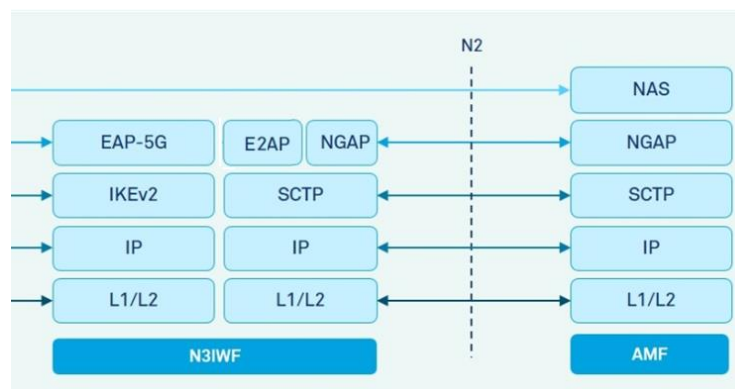 N2
NAS
EAP-5G E2AP NGAP NGAP
IKEv2 SCTP SCTP
IP IP IP
L1/L2 L1/L2 L1/L2
N3IWF AMF